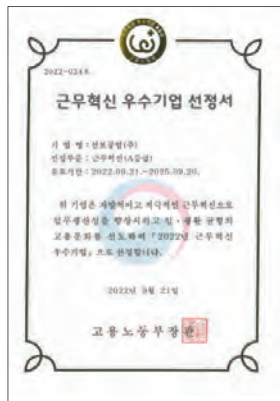 근무혁신 우수기업 선정서
기 업 명 : 선보공업(주)
선정부문 : 근무혁신(A등급)
유효기간 : 2022.09.21.~2025.09.20.
위 기업은 자발적이고 적극적인 근무혁신으로
업무생산성을 향상시키고 일·생활 균형의
고용문화를 선도하여 「2022년 근무혁신
우수기업」으로 선정합니다.
2022년 9월 21일
고용노동부장관